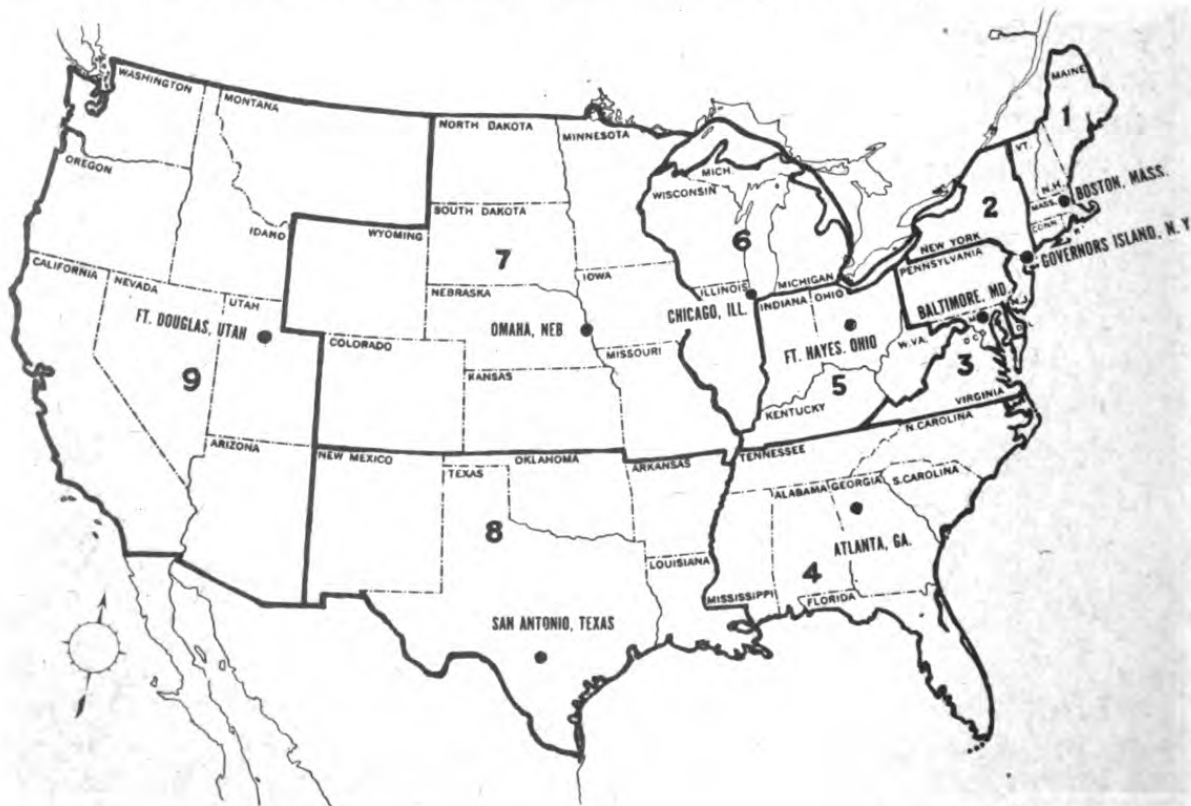 WASHINGTON
MONTANA
NORTH DAKOTA
MINNESOTA
MAINE
1
OREGON
MICH.
WISCONSIN
VT.
N.H.
MASS.
BOSTON, MASS.
CONN.
SOUTH DAKOTA
IDAHO
WYOMING
2
NEW YORK
GOVERNORS ISLAND, N. Y
CALIFORNIA
NEVADA
UTAH
7
NEBRASKA
IOWA
6
ILLINOIS
MICHIGAN
PENNSYLVANIA
INDIANA
OHIO
CHICAGO, ILL.
BALTIMORE, MD.
N.J.
FT. DOUGLAS, UTAH
OMAHA, NEB
COLORADO
MISSOURI
FT. HAYES, OHIO
W.VA.
D.C.
D
9
KANSAS
5
3
KENTUCKY
VIRGINIA
ARIZONA
NEW MEXICO
TEXAS
OKLAHOMA
ARKANSAS
TENNESSEE
N.CAROLINA
ALABAMA
GEORGIA
S.CAROLINA
8
ATLANTA, GA.
LOUISIANA
4
MISSISSIPPI
FLORIDA
SAN ANTONIO, TEXAS